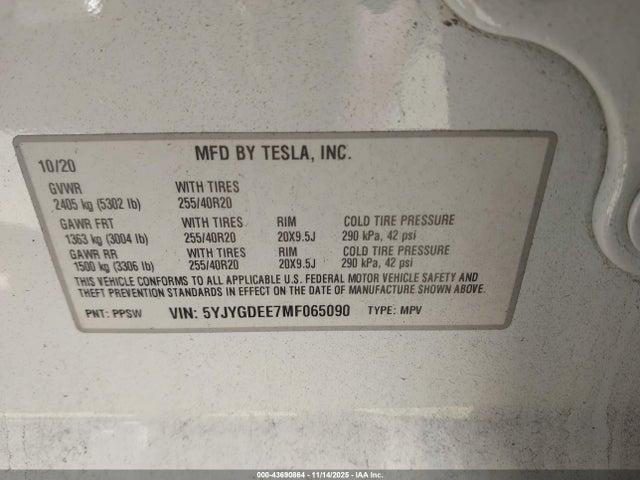 MFD BY TESLA, INC.
10/20
GVWR WITH TIRES
2405 kg (5302 lb) 255/40R20
GAWR FRT WITH TIRES RIM COLD TIRE PRESSURE
1363 kg (3004 lb) 255/40R20 20X9.5J 290 kPa, 42 psi
GAWR RR WITH TIRES RIM COLD TIRE PRESSURE
1500 kg (3306 lb) 255/40R20 20X9.5J 290 kPa, 42 psi
THIS VEHICLE CONFORMS TO ALL APPLICABLE U.S. FEDERAL MOTOR VEHICLE SAFETY AND
THEFT PREVENTION STANDARDS IN EFFECT ON THE DATE OF MANUFACTURE SHOWN ABOVE.
PNT: PPSW VIN: 5YJYGDEE7MF065090 TYPE: MPV
000-43690864 - 11/14/2025 - IAA Inc.